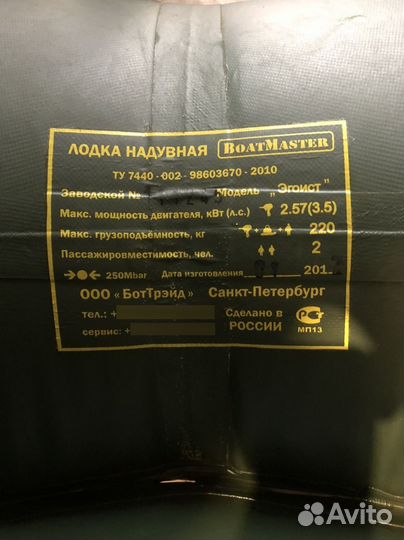 ЛОДКА НАДУВНАЯ BOATMASTER
ТУ 7440 - 002 - 98603670 - 2010
Заводской № Модель „Эгоист"
Макс. мощность двигателя, кВт (л.с.) 2.57(3.5)
Макс. грузоподъёмность, кг 220
Пассажировместимость, чел. 2
250Mbar Дата изготовления 201
ООО «БотТрэйд» Санкт-Петербург
тел.: + Сделано в
сервис: + РОССИИ
РСТ
МП13
Avito